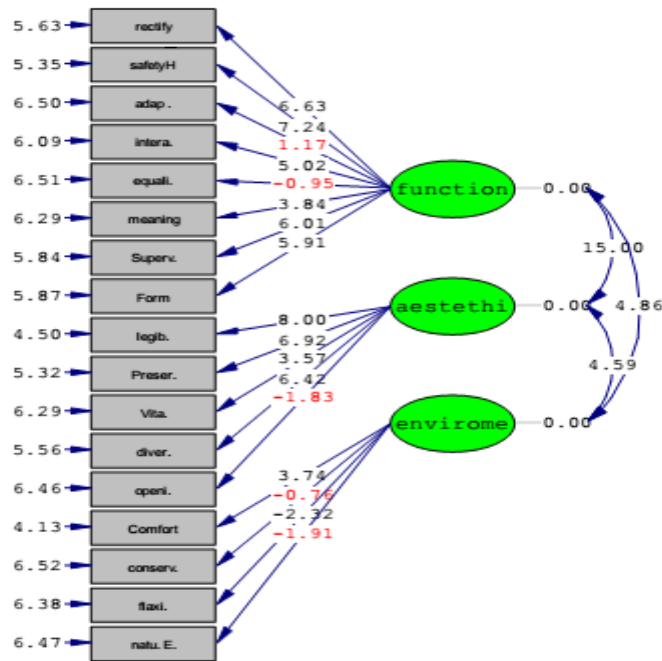 5.63 rectify
5.35 safetyH
6.50 adap .
6.09 intera.
6.51 equali.
6.29 meaning
5.84 Superv.
5.87 Form
4.50 legib.
5.32 Preser.
6.29 Vita.
5.56 diver.
6.46 openi.
4.13 Comfort
6.52 conserv.
6.38 flaxi.
6.47 natu. E.
6.63
7.24
1.17
5.02
-0.95
3.84
6.01
5.91
8.00
6.92
3.57
6.42
-1.83
3.74
-0.76
-2.32
-1.91
function 0.00
aestethi 0.00
envirome 0.00
15.00
4.86
4.59